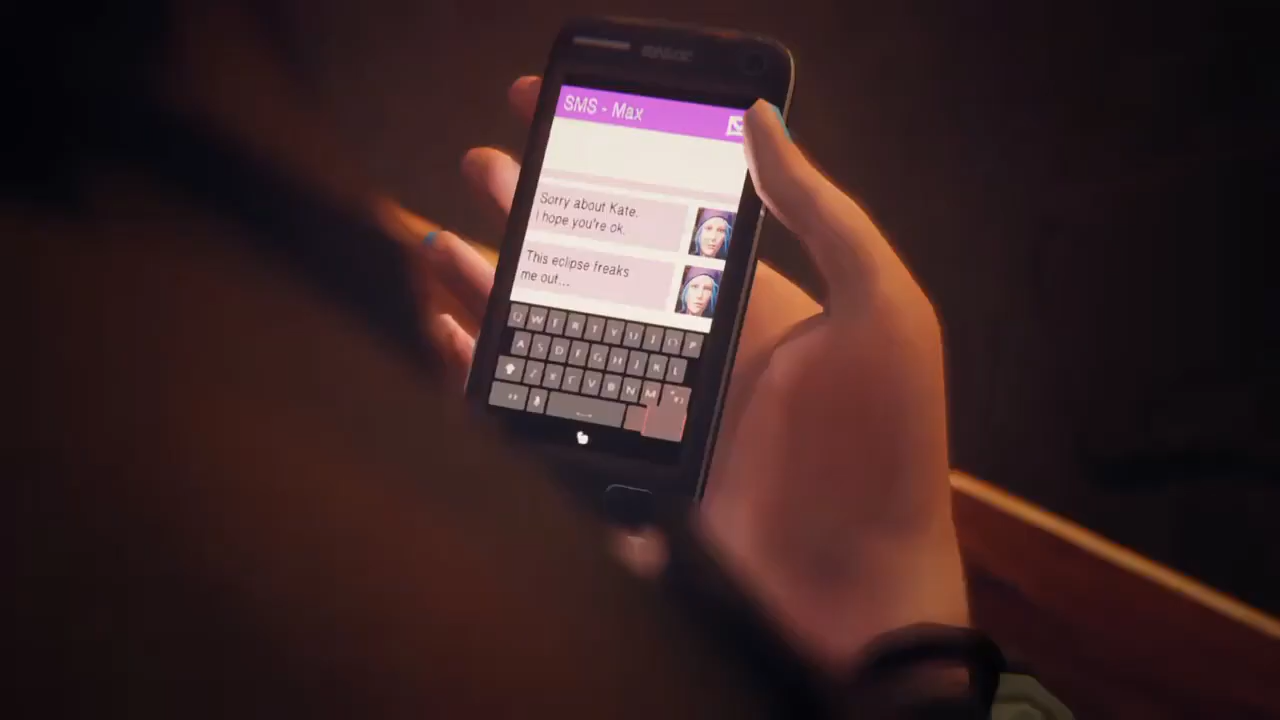 SMS - Max
Sorry about Kate.
I hope you're ok.
This eclipse freaks
me out...
Q W E R T Y U I O P
A S D F G H J K L
Z X C V B N M